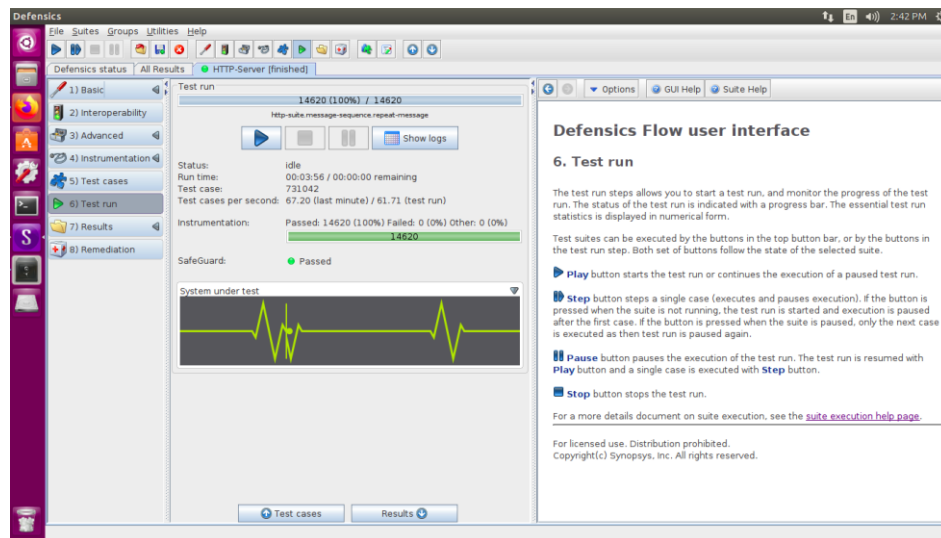 Defensics
En
2:42 PM
File Suites Groups Utilities Help
Defensics status
All Results
HTTP-Server [finished]
1) Basic
2) Interoperability
3) Advanced
4) Instrumentation
5) Test cases
6) Test run
7) Results
8) Remediation
Test run
14620 (100%) / 14620
http-suite.message-sequence.repeat-message
Show logs
Status: idle
Run time: 00:03:56 / 00:00:00 remaining
Test case: 731042
Test cases per second: 67.20 (last minute) / 61.71 (test run)
Instrumentation: Passed: 14620 (100%) Failed: 0 (0%) Other: 0 (0%)
14620
SafeGuard: Passed
System under test
Test cases
Results
Options
GUI Help
Suite Help
Defensics Flow user interface
6. Test run
The test run steps allows you to start a test run, and monitor the progress of the test
run. The status of the test run is indicated with a progress bar. The essential test run
statistics is displayed in numerical form.
Test suites can be executed by the buttons in the top button bar, or by the buttons in
the test run step. Both set of buttons follow the state of the selected suite.
Play button starts the test run or continues the execution of a paused test run.
Step button steps a single case (executes and pauses execution). If the button is
pressed when the suite is not running, the test run is started and execution is paused
after the first case. If the button is pressed when the suite is paused, only the next case
is executed as then test run is paused again.
Pause button pauses the execution of the test run. The test run is resumed with
Play button and a single case is executed with Step button.
Stop button stops the test run.
For a more details document on suite execution, see the suite execution help page.
For licensed use. Distribution prohibited.
Copyright(c) Synopsys, Inc. All rights reserved.